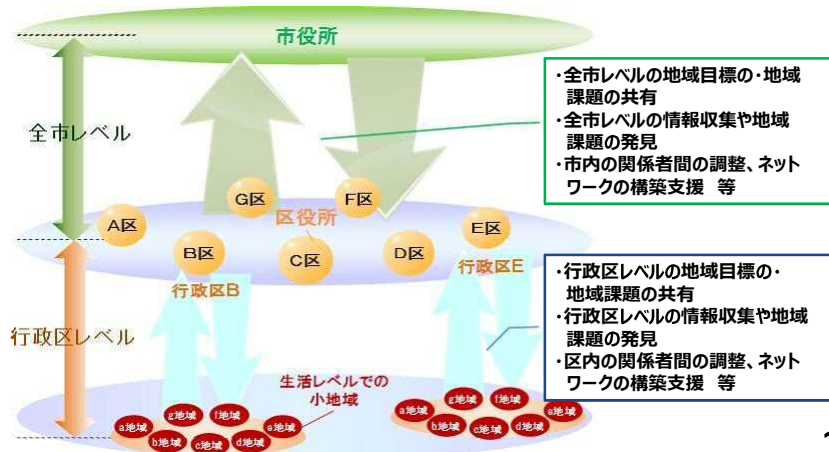 市役所
全市レベル
・全市レベルの地域目標の・地域
課題の共有
・全市レベルの情報収集や地域
課題の発見
・市内の関係者間の調整、ネット
ワークの構築支援 等
G区
F区
A区
区役所
E区
B区
C区
D区
行政区B
行政区E
行政区レベル
・行政区レベルの地域目標の・
地域課題の共有
・行政区レベルの情報収集や地域
課題の発見
・区内の関係者間の調整、ネット
ワークの構築支援 等
生活レベルでの
小地域
a地域
g地域
f地域
e地域
b地域
c地域
d地域
a地域
g地域
f地域
e地域
b地域
c地域
d地域